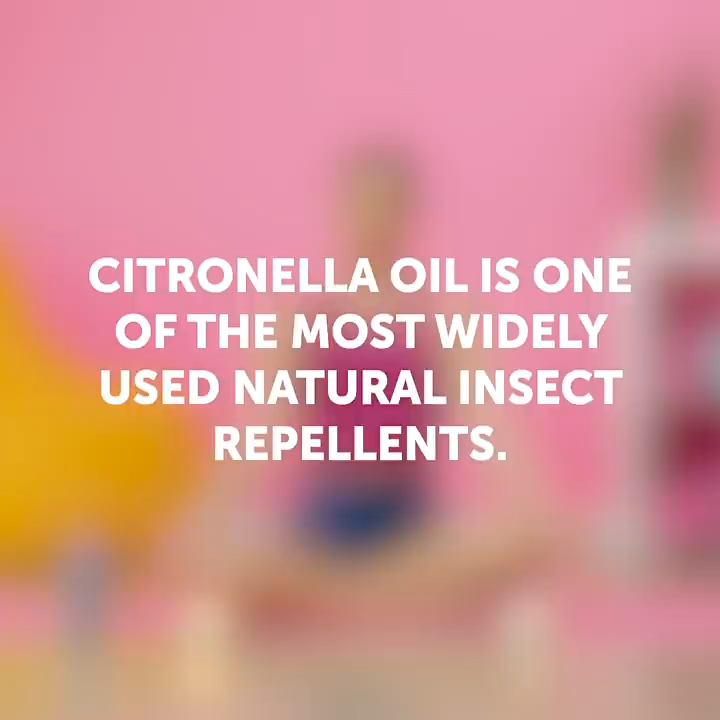 CITRONELLA OIL IS ONE
OF THE MOST WIDELY
USED NATURAL INSECT
REPELLENTS.